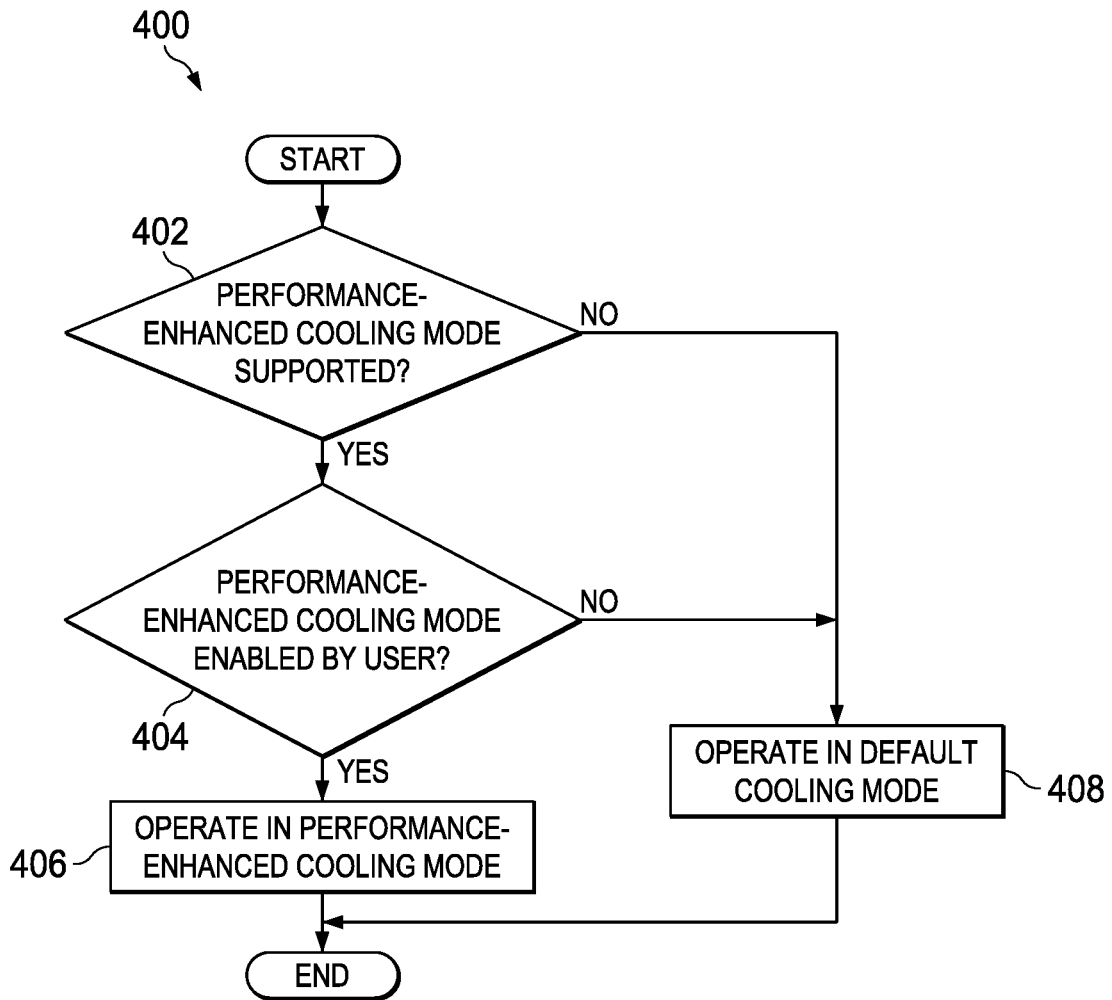 400
START
402
PERFORMANCE-
ENHANCED COOLING MODE
SUPPORTED?
NO
YES
PERFORMANCE-
ENHANCED COOLING MODE
ENABLED BY USER?
NO
404
YES
OPERATE IN DEFAULT
COOLING MODE
408
OPERATE IN PERFORMANCE-
ENHANCED COOLING MODE
406
END